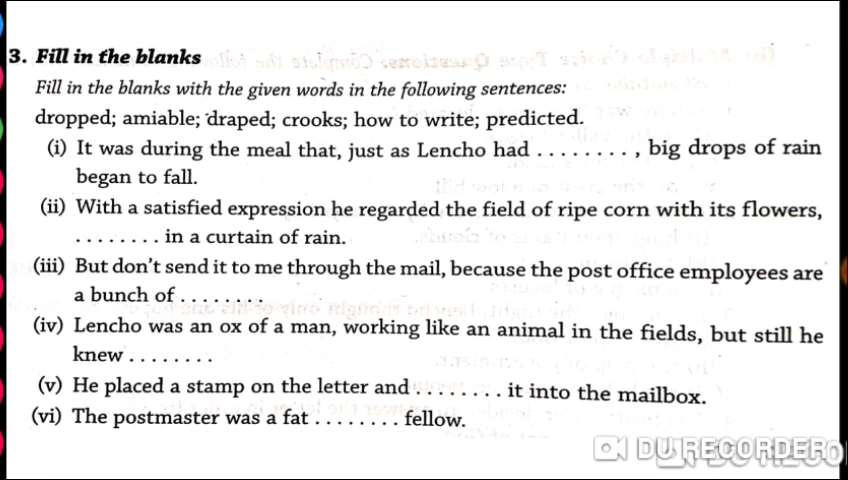 3. Fill in the blanks
Fill in the blanks with the given words in the following sentences:
dropped; amiable; draped; crooks; how to write; predicted.
(i) It was during the meal that, just as Lencho had . . . . . . . . , big drops of rain
began to fall.
(ii) With a satisfied expression he regarded the field of ripe corn with its flowers,
. . . . . . . . in a curtain of rain.
(iii) But don't send it to me through the mail, because the post office employees are
a bunch of . . . . . . . .
(iv) Lencho was an ox of a man, working like an animal in the fields, but still he
knew . . . . . . . .
(v) He placed a stamp on the letter and . . . . . . . . it into the mailbox.
(vi) The postmaster was a fat . . . . . . . . fellow.
DU RECORDER